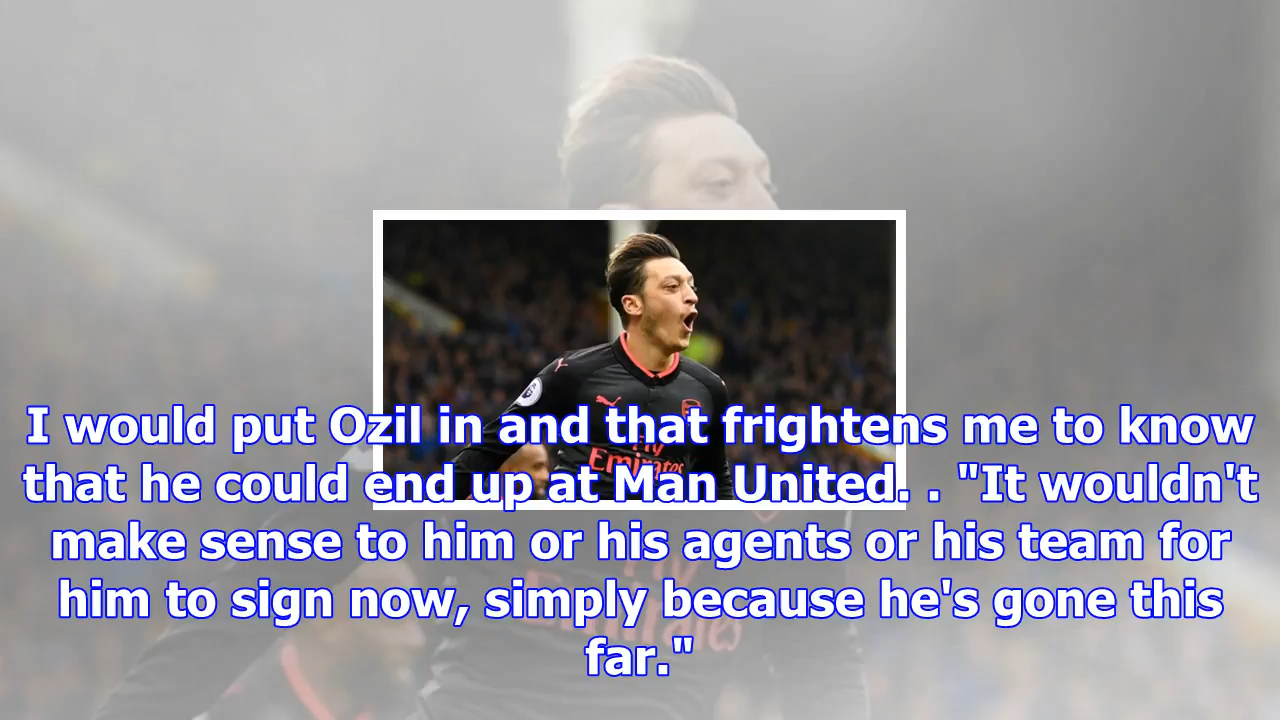 I would put Ozil in and that frightens me to know
that he could end up at Man United. . "It wouldn't
make sense to him or his agents or his team for
him to sign now, simply because he's gone this
far."
Fly
Emirates